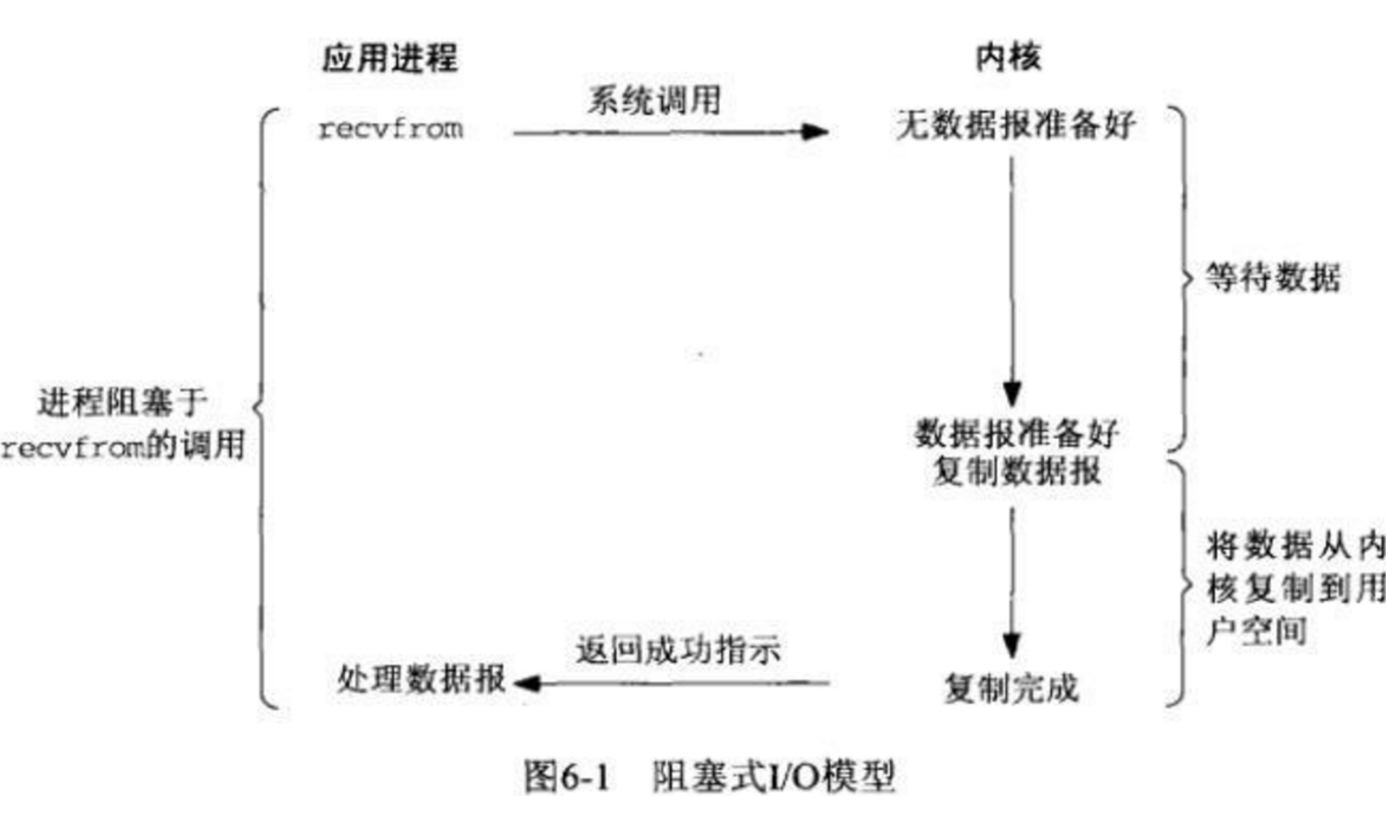 应用进程
内核
系统调用
recvfrom
无数据报准备好
等待数据
进程阻塞于
recvfrom的调用
数据报准备好
复制数据报
将数据从内
核复制到用
户空间
返回成功指示
处理数据报
复制完成
图6-1 阻塞式I/O模型